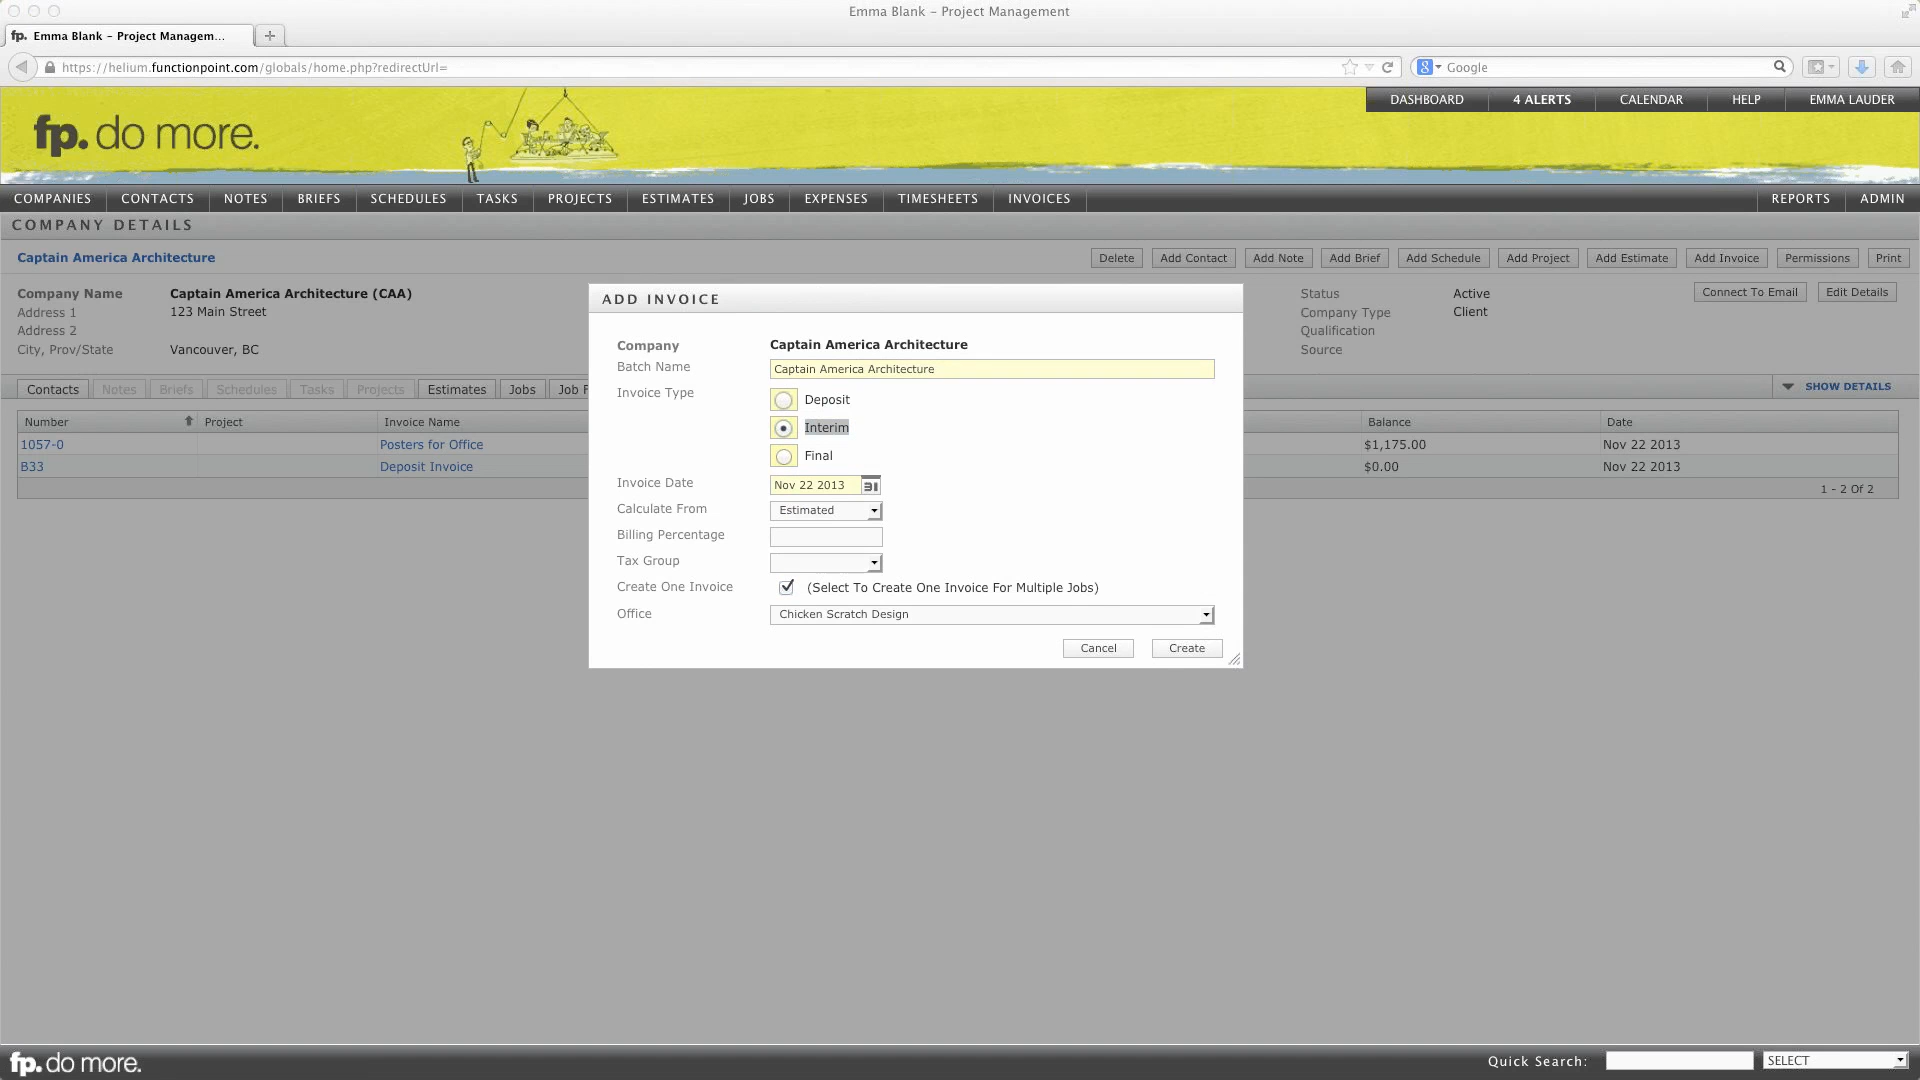 Emma Blank - Project Management
fp. Emma Blank - Project Managem...
https://helium.functionpoint.com/globals/home.php?redirectUrl=
Google
DASHBOARD 4 ALERTS CALENDAR HELP EMMA LAUDER
fp. do more.
COMPANIES CONTACTS NOTES BRIEFS SCHEDULES TASKS PROJECTS ESTIMATES JOBS EXPENSES TIMESHEETS INVOICES REPORTS ADMIN
COMPANY DETAILS
Captain America Architecture Delete Add Contact Add Note Add Brief Add Schedule Add Project Add Estimate Add Invoice Permissions Print
Company Name Captain America Architecture (CAA)
Address 1 123 Main Street
Address 2
City, Prov/State Vancouver, BC
Status Active
Company Type Client
Qualification
Source
Connect To Email Edit Details
Contacts Notes Briefs Schedules Tasks Projects Estimates Jobs Job F
SHOW DETAILS
Number Project Invoice Name Balance Date
1057-0 Posters for Office $1,175.00 Nov 22 2013
B33 Deposit Invoice $0.00 Nov 22 2013
1 - 2 Of 2
ADD INVOICE
Company Captain America Architecture
Batch Name Captain America Architecture
Invoice Type Deposit
Interim
Final
Invoice Date Nov 22 2013 31
Calculate From Estimated
Billing Percentage
Tax Group
Create One Invoice (Select To Create One Invoice For Multiple Jobs)
Office Chicken Scratch Design
Cancel Create
fp. do more.
Quick Search: SELECT